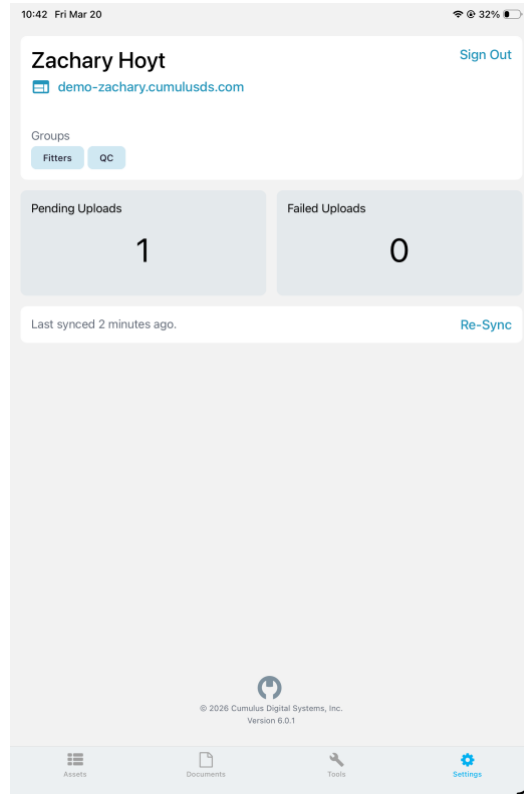 10:42 Fri Mar 20 32%
Zachary Hoyt Sign Out
demo-zachary.cumulusds.com
Groups
Fitters QC
Pending Uploads Failed Uploads
1 0
Last synced 2 minutes ago. Re-Sync
© 2026 Cumulus Digital Systems, Inc.
Version 6.0.1
Assets Documents Tools Settings